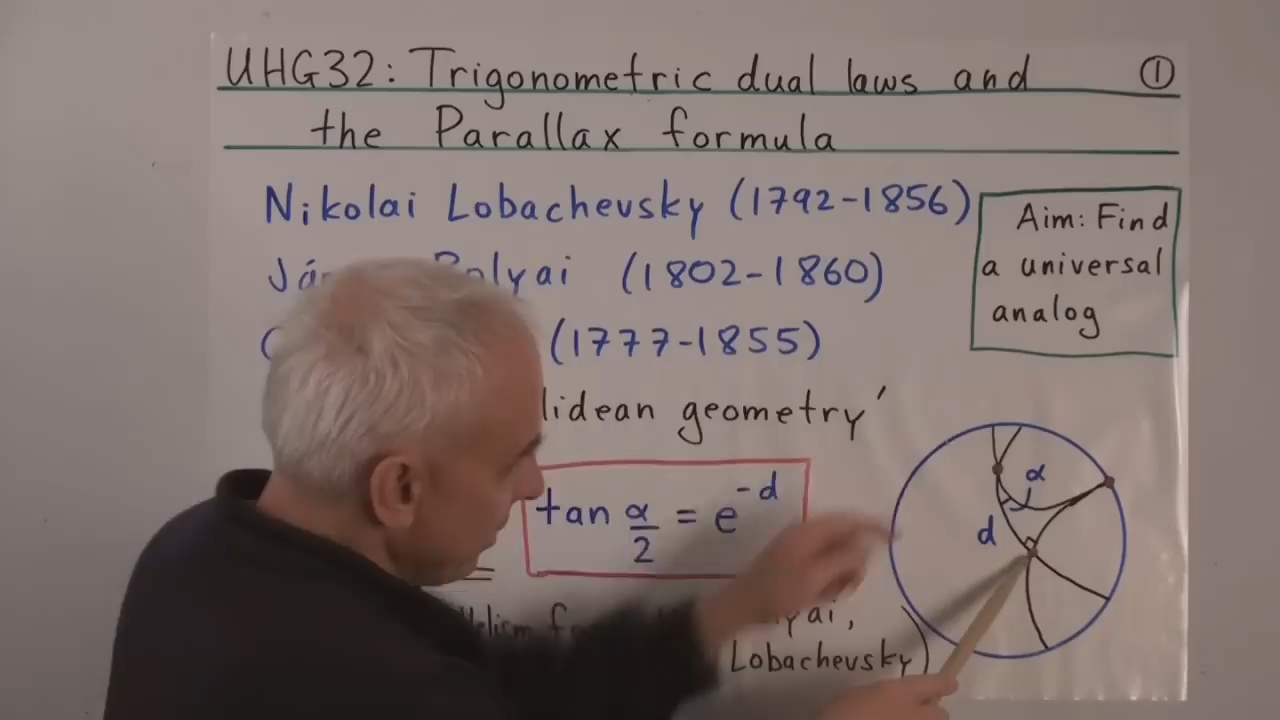 UHG32: Trigonometric dual laws and ①
the Parallax formula
Nikolai Lobachevsky (1792-1856)
(1802-1860)
(1777-1855)
geometry'
Aim: Find
a universal
analog
tan α/2 = e^-d
α
d
Lobachevsky)